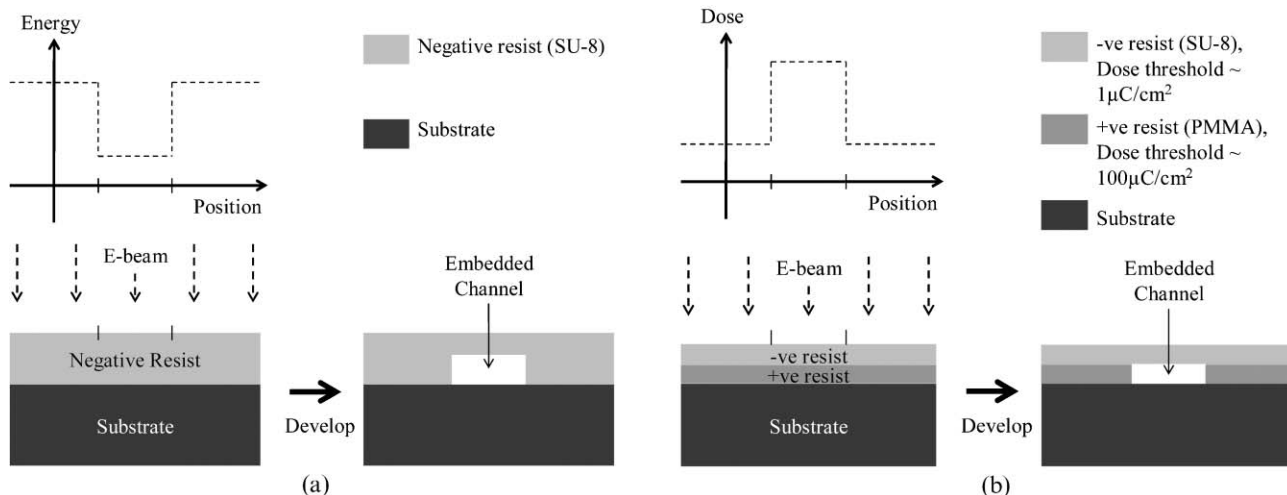 Energy
Position
Negative resist (SU-8)
Substrate
E-beam
Negative Resist
Substrate
Develop
Embedded
Channel
(a)
Dose
Position
-ve resist (SU-8),
Dose threshold ~
1μC/cm²
+ve resist (PMMA),
Dose threshold ~
100μC/cm²
Substrate
E-beam
-ve resist
+ve resist
Substrate
Develop
Embedded
Channel
(b)